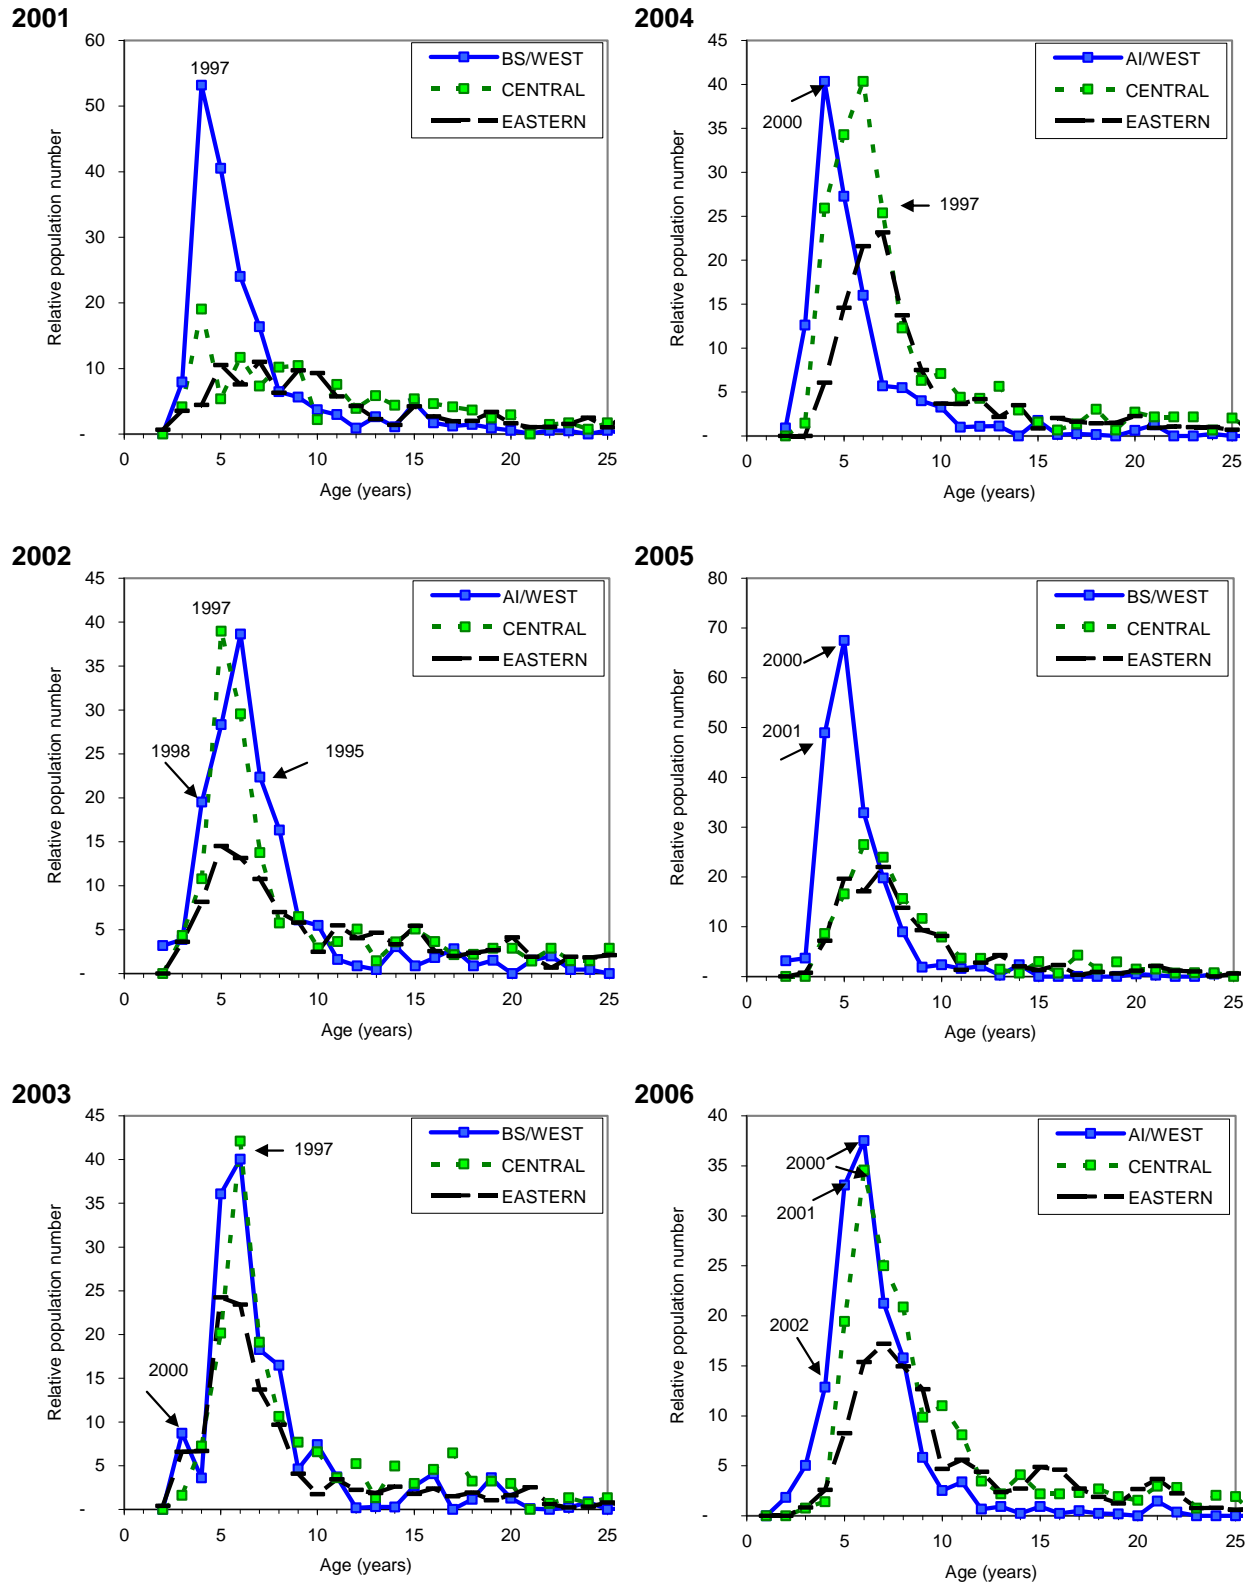 2001
60
50
40
30
20
10
-
Relative population number
0 5 10 15 20 25
Age (years)
1997
BS/WEST
CENTRAL
EASTERN
2004
45
40
35
30
25
20
15
10
5
-
Relative population number
0 5 10 15 20 25
Age (years)
2000
1997
AI/WEST
CENTRAL
EASTERN
2002
45
40
35
30
25
20
15
10
5
-
Relative population number
0 5 10 15 20 25
Age (years)
1997
1998
1995
AI/WEST
CENTRAL
EASTERN
2005
80
70
60
50
40
30
20
10
-
Relative population number
0 5 10 15 20 25
Age (years)
2000
2001
BS/WEST
CENTRAL
EASTERN
2003
45
40
35
30
25
20
15
10
5
-
Relative population number
0 5 10 15 20 25
Age (years)
1997
2000
BS/WEST
CENTRAL
EASTERN
2006
40
35
30
25
20
15
10
5
-
Relative population number
0 5 10 15 20 25
Age (years)
2000
2001
2002
AI/WEST
CENTRAL
EASTERN